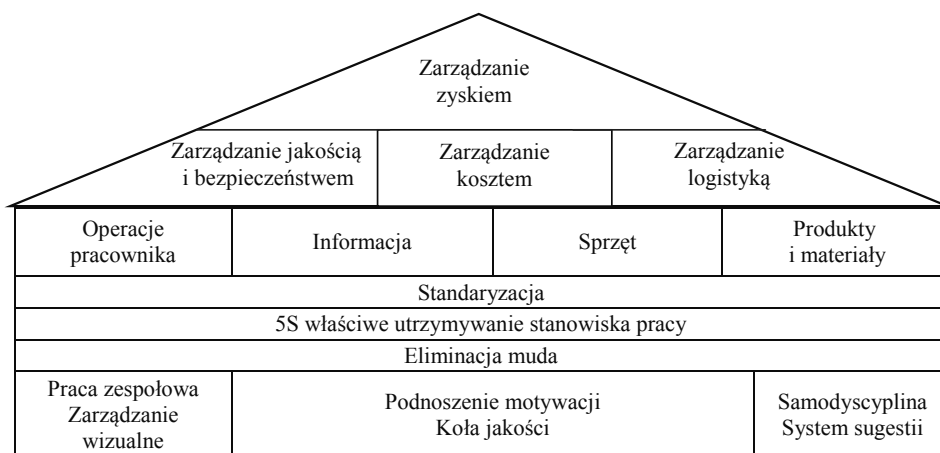 Zarządzanie
zyskiem
Zarządzanie jakością
i bezpieczeństwem
Zarządzanie
kosztem
Zarządzanie
logistyką
Operacje
pracownika
Informacja
Sprzęt
Produkty
i materiały
Standaryzacja
5S właściwe utrzymywanie stanowiska pracy
Eliminacja muda
Praca zespołowa
Zarządzanie
wizualne
Podnoszenie motywacji
Koła jakości
Samodyscyplina
System sugestii